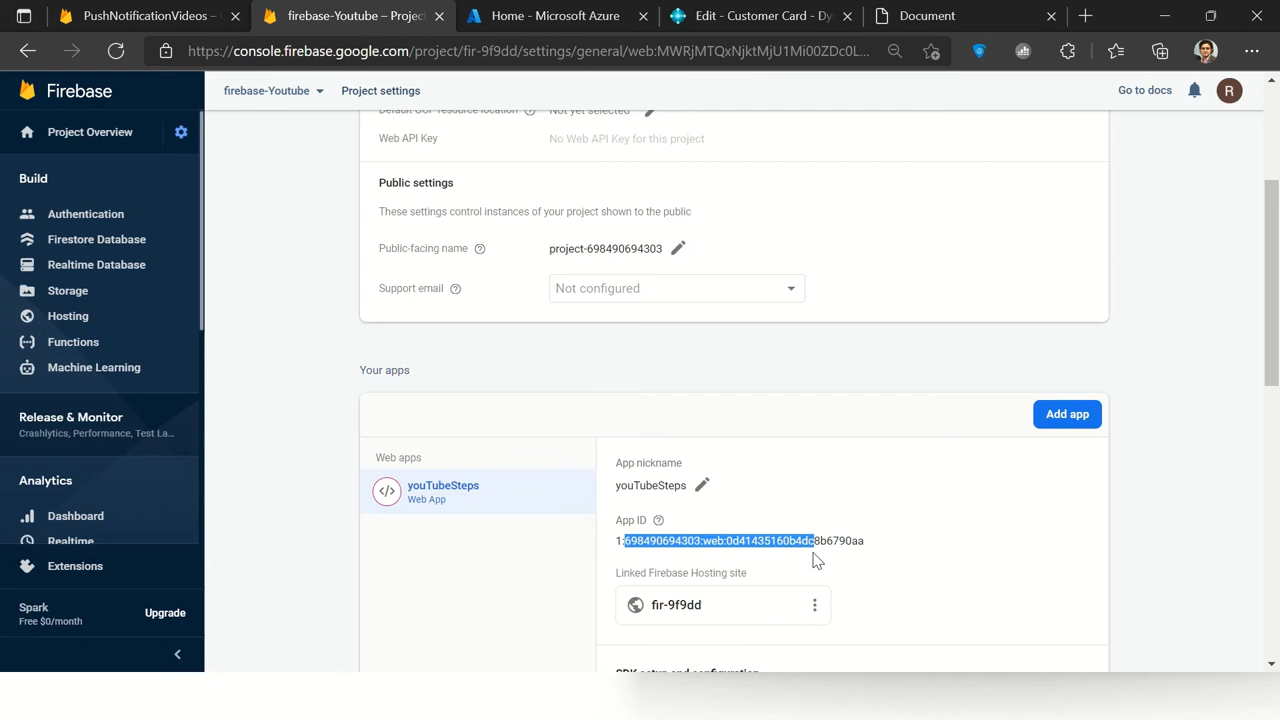 PushNotificationVideos –
firebase-Youtube – Project
Home - Microsoft Azure
Edit - Customer Card - Dy
Document
https://console.firebase.google.com/project/fir-9f9dd/settings/general/web:MWRjMTQxNjktMjU1Mi00ZDc0L...
Firebase
firebase-Youtube
Project settings
Go to docs
R
Project Overview
Build
Authentication
Firestore Database
Realtime Database
Storage
Hosting
Functions
Machine Learning
Release & Monitor
Crashlytics, Performance, Test La...
Analytics
Dashboard
Realtime
Extensions
Spark
Free $0/month
Upgrade
Default GCP resource location
Not yet selected
Web API Key
No Web API Key for this project
Public settings
These settings control instances of your project shown to the public
Public-facing name
project-698490694303
Support email
Not configured
Your apps
Add app
Web apps
youTubeSteps
Web App
App nickname
youTubeSteps
App ID
1:698490694303:web:0d41435160b4dc8b6790aa
Linked Firebase Hosting site
fir-9f9dd
SDK setup and configuration